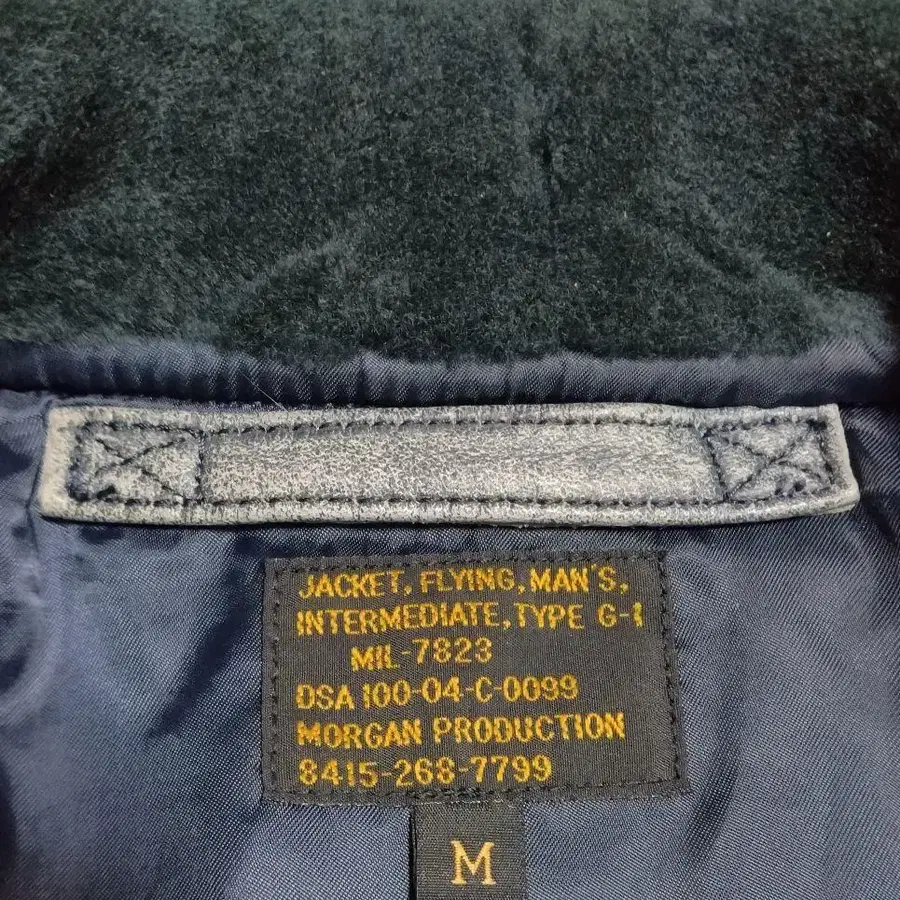 JACKET, FLYING, MAN'S,
INTERMEDIATE, TYPE G-1
MIL-7823
DSA 100-04-C-0099
MORGAN PRODUCTION
8415-268-7799
M